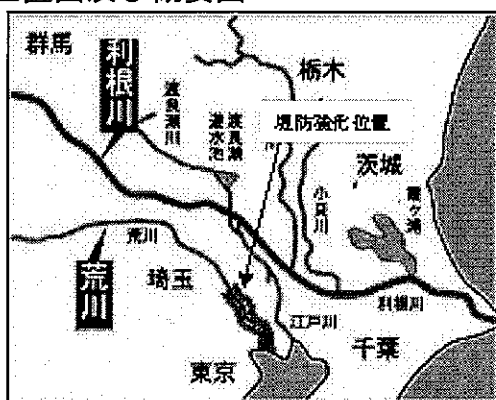 群馬
利根川
渡良瀬川
渡良瀬
遊水池
栃木
堤防強化位置
茨城
小貝川
霞ヶ浦
荒川
荒川
埼玉
江戸川
利根川
千葉
東京